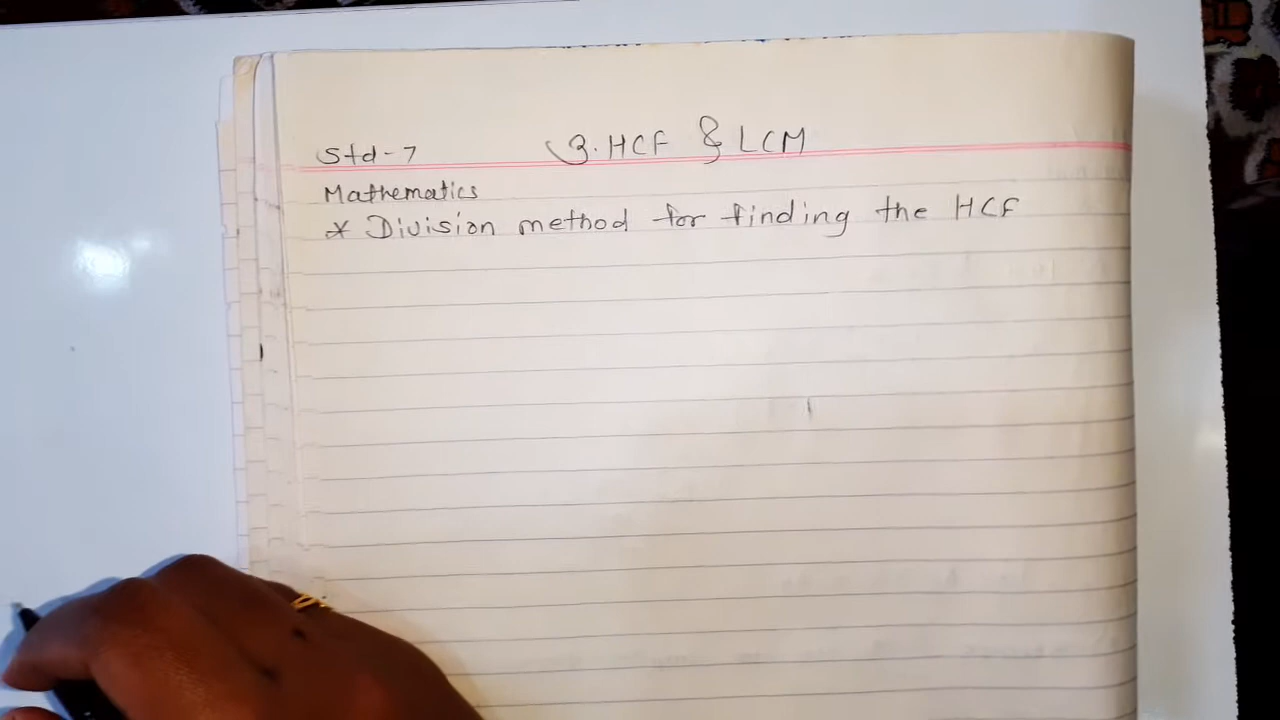 Std-7
3. HCF & LCM
Mathematics
* Division method for finding the HCF